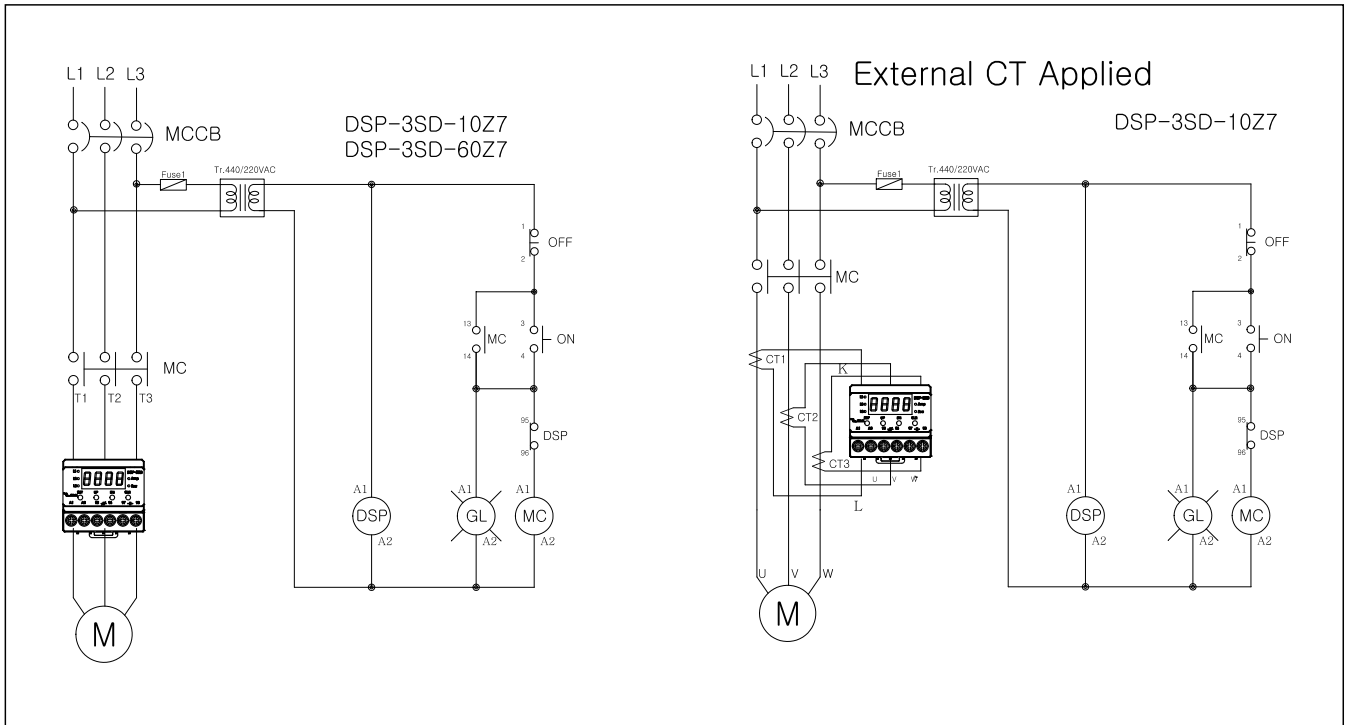 L1 L2 L3
MCCB
DSP-3SD-10Z7
DSP-3SD-60Z7
Fuse1
Tr.440/220VAC
1
OFF
2
13
MC
14
3
ON
4
MC
T1 T2 T3
95
DSP
96
A1
DSP
A2
A1
GL
A2
A1
MC
A2
M
External CT Applied
L1 L2 L3
MCCB
DSP-3SD-10Z7
Fuse1
Tr.440/220VAC
1
OFF
2
MC
13
MC
14
3
ON
4
CT1
K
CT2
CT3
U V W
L
95
DSP
96
A1
DSP
A2
A1
GL
A2
A1
MC
A2
U V W
M